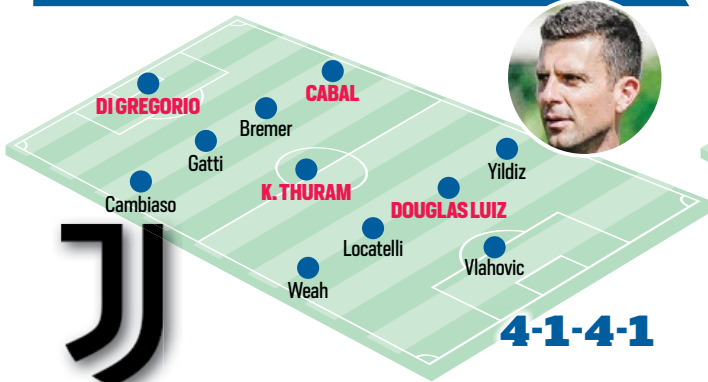 DI GREGORIO
CABAL
Bremer
Gatti
Cambiaso
K. THURAM
Yildiz
DOUGLAS LUIZ
Locatelli
Weah
Vlahovic
4-1-4-1